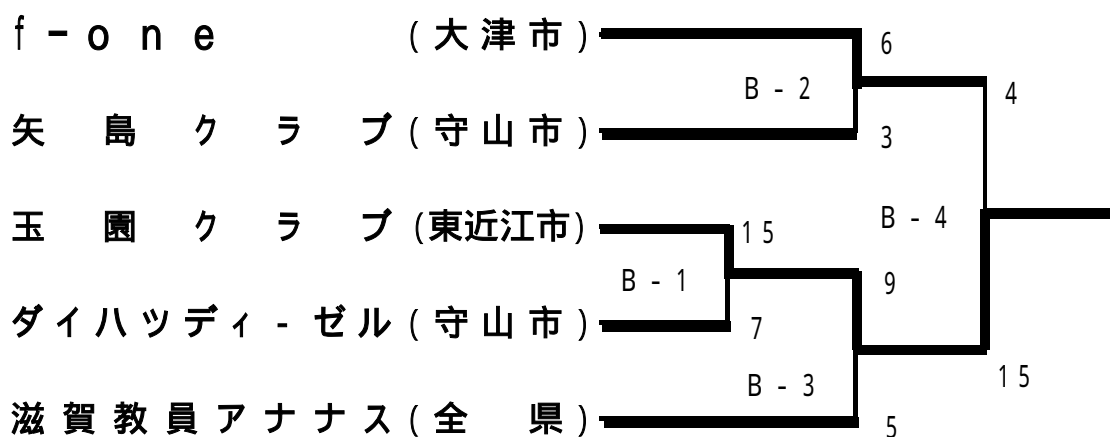 f-one (大津市) 6
B-2 4
矢島クラブ(守山市) 3
玉園クラブ(東近江市) 15
B-4
B-1 9
ダイハツディ-ゼル(守山市) 7
B-3 15
滋賀教員アナナス(全県) 5